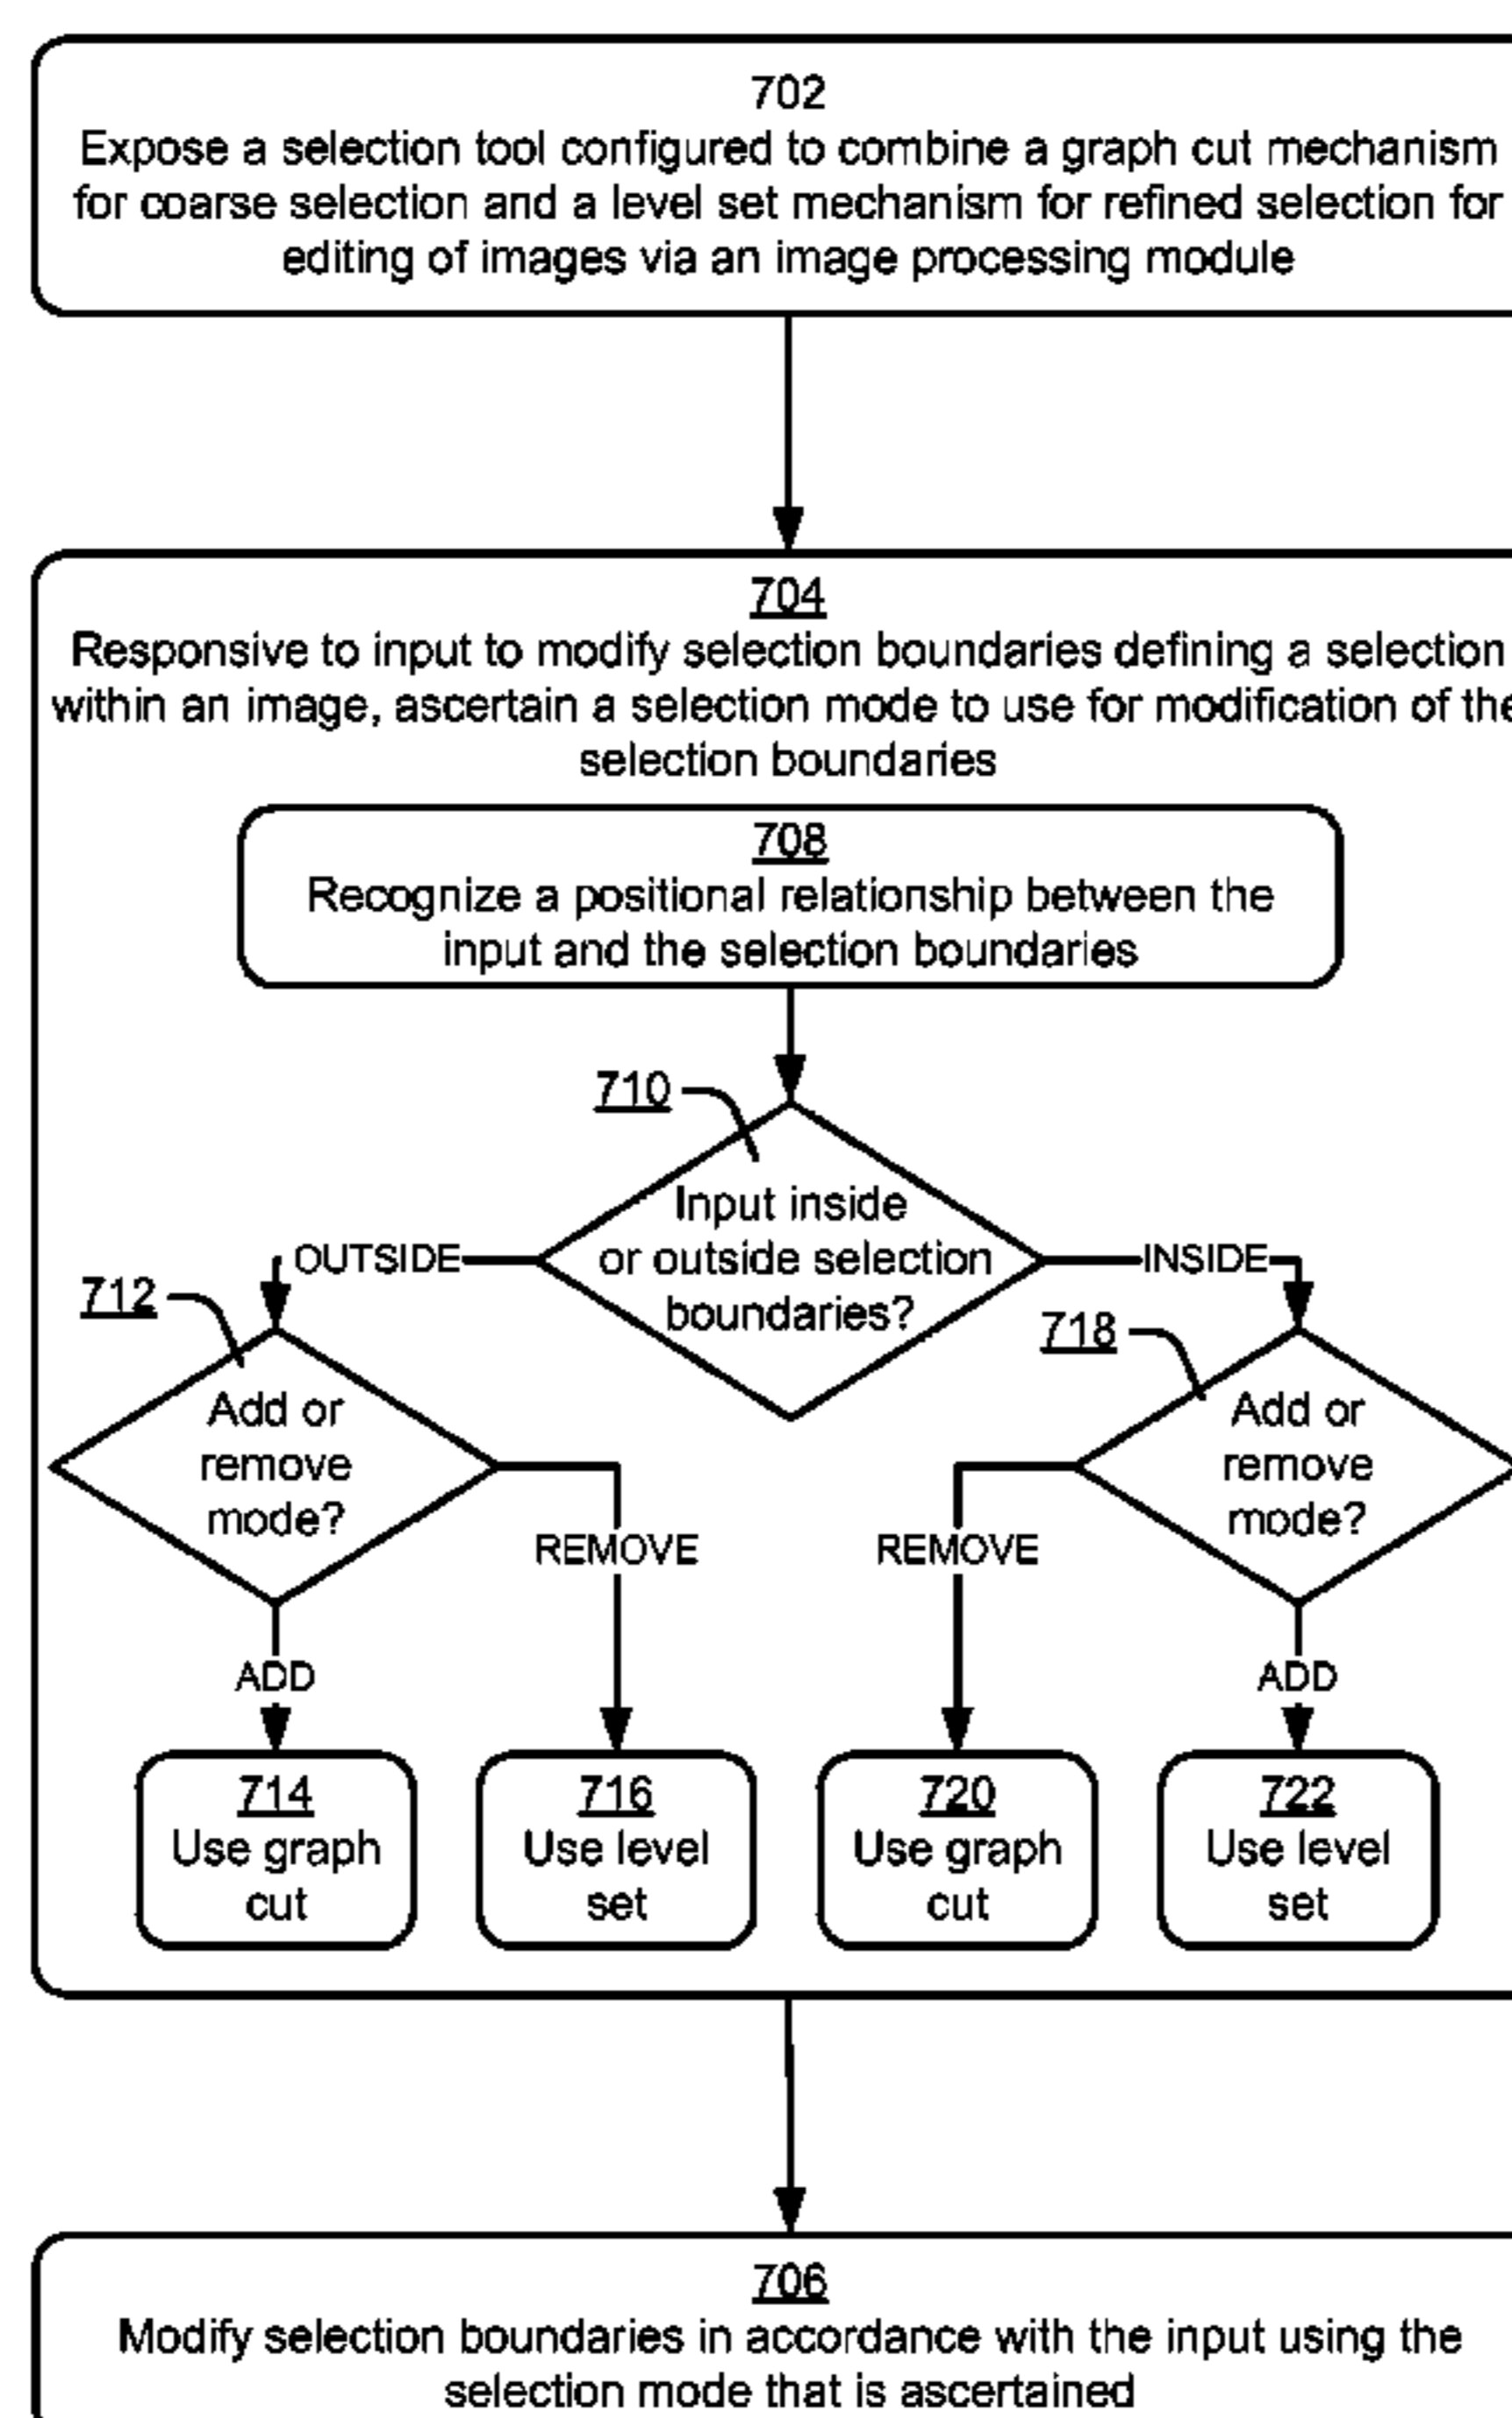 702
Expose a selection tool configured to combine a graph cut mechanism
for coarse selection and a level set mechanism for refined selection for
editing of images via an image processing module
704
Responsive to input to modify selection boundaries defining a selection
within an image, ascertain a selection mode to use for modification of the
selection boundaries
708
Recognize a positional relationship between the
input and the selection boundaries
710
Input inside
or outside selection
boundaries?
OUTSIDE
INSIDE
712
Add or
remove
mode?
718
Add or
remove
mode?
REMOVE
REMOVE
ADD
ADD
714
Use graph
cut
716
Use level
set
720
Use graph
cut
722
Use level
set
706
Modify selection boundaries in accordance with the input using the
selection mode that is ascertained